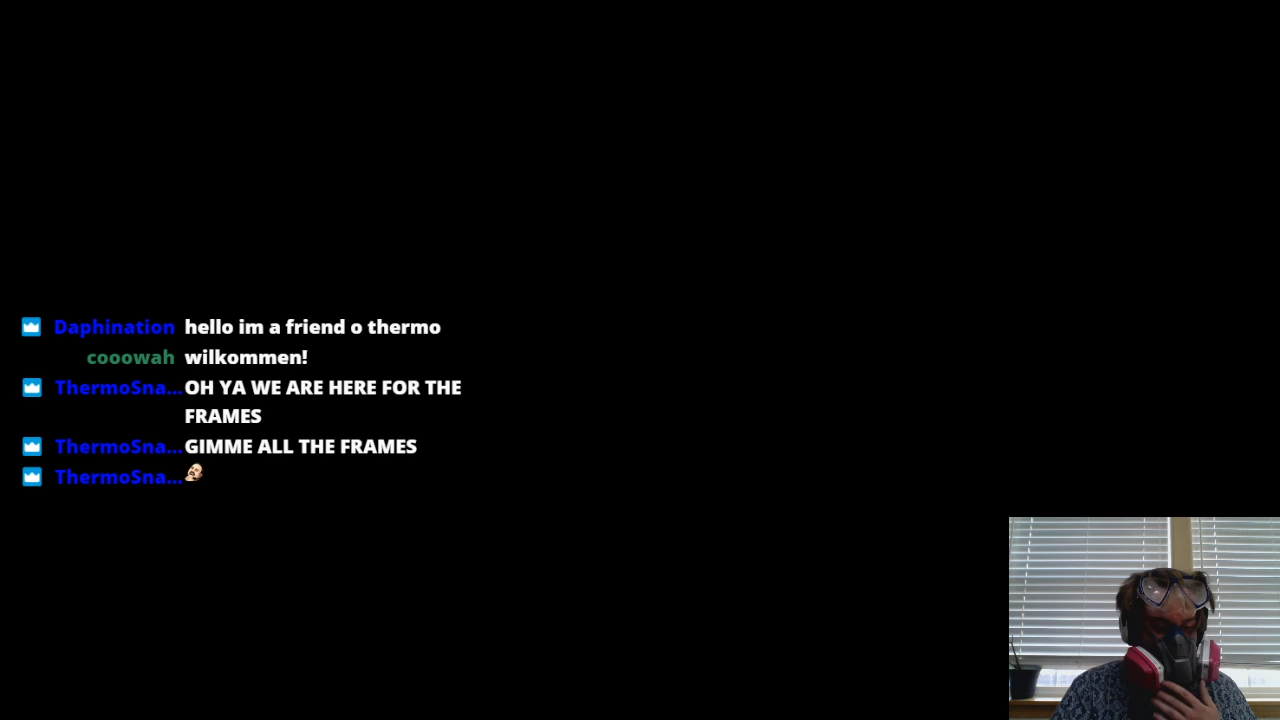 Daphination hello im a friend o thermo
cooowah wilkommen!
ThermoSna... OH YA WE ARE HERE FOR THE
FRAMES
ThermoSna... GIMME ALL THE FRAMES
ThermoSna...